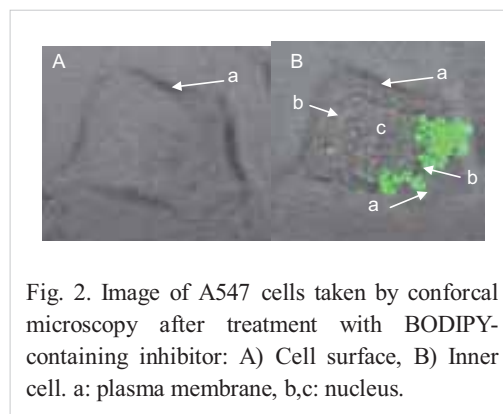 A
a
B
a
b
c
b
a
Fig. 2. Image of A547 cells taken by conforcal
microscopy after treatment with BODIPY-
containing inhibitor: A) Cell surface, B) Inner
cell. a: plasma membrane, b,c: nucleus.